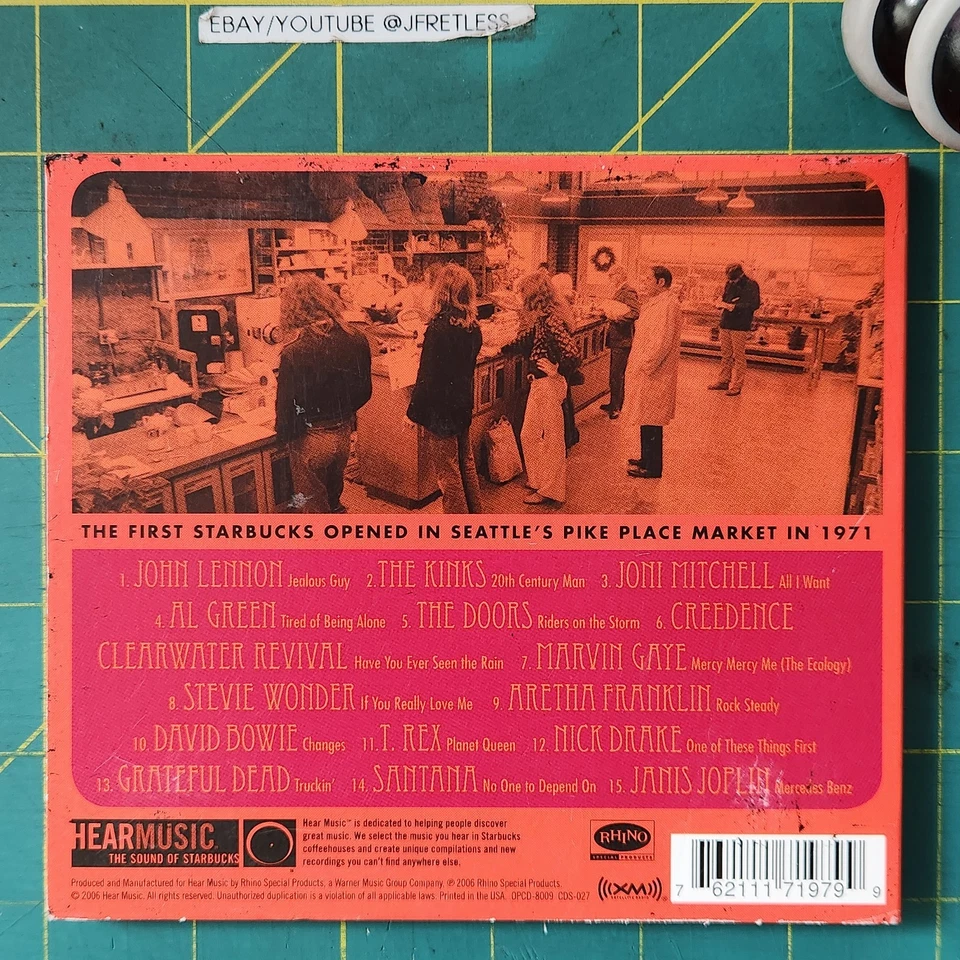 EBAY/YOUTUBE @JFRETLESS
THE FIRST STARBUCKS OPENED IN SEATTLE'S PIKE PLACE MARKET IN 1971
1. JOHN LENNON Jealous Guy 2. THE KINKS 20th Century Man 3. JONI MITCHELL All I Want
4. AL GREEN Tired of Being Alone 5. THE DOORS Riders on the Storm 6. CREEDENCE
CLEARWATER REVIVAL Have You Ever Seen the Rain 7. MARVIN GAYE Mercy Mercy Me (The Ecology)
8. STEVIE WONDER If You Really Love Me 9. ARETHA FRANKLIN Rock Steady
10. DAVID BOWIE Changes 11. T. REX Planet Queen 12. NICK DRAKE One of These Things First
13. GRATEFUL DEAD Truckin' 14. SANTANA No One to Depend On 15. JANIS JOPLIN Mercedes Benz
HEARMUSIC
THE SOUND OF STARBUCKS
Hear Music™ is dedicated to helping people discover
great music. We select the music you hear in Starbucks
coffeehouses and create unique compilations and new
recordings you can't find anywhere else.
RHINO
SPECIAL PRODUCTS
XM
SATELLITE RADIO
7 62111 71979 9
Produced and Manufactured for Hear Music by Rhino Special Products, a Warner Music Group Company. ℗ 2006 Rhino Special Products.
© 2006 Hear Music. All rights reserved. Unauthorized duplication is a violation of all applicable laws. Printed in the USA. OPCD-8009 CDS-027